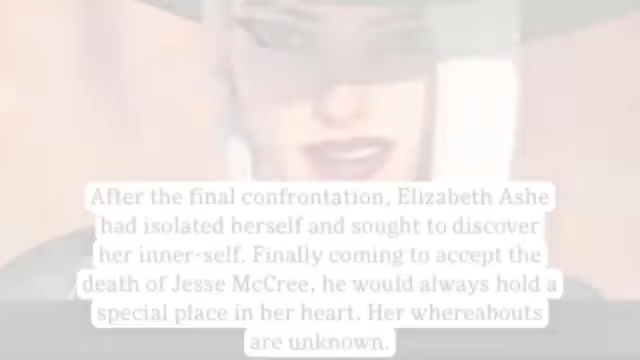 After the final confrontation, Elizabeth Ashe
had isolated herself and sought to discover
her inner-self. Finally coming to accept the
death of Jesse McCree, he would always hold a
special place in her heart. Her whereabouts
are unknown.